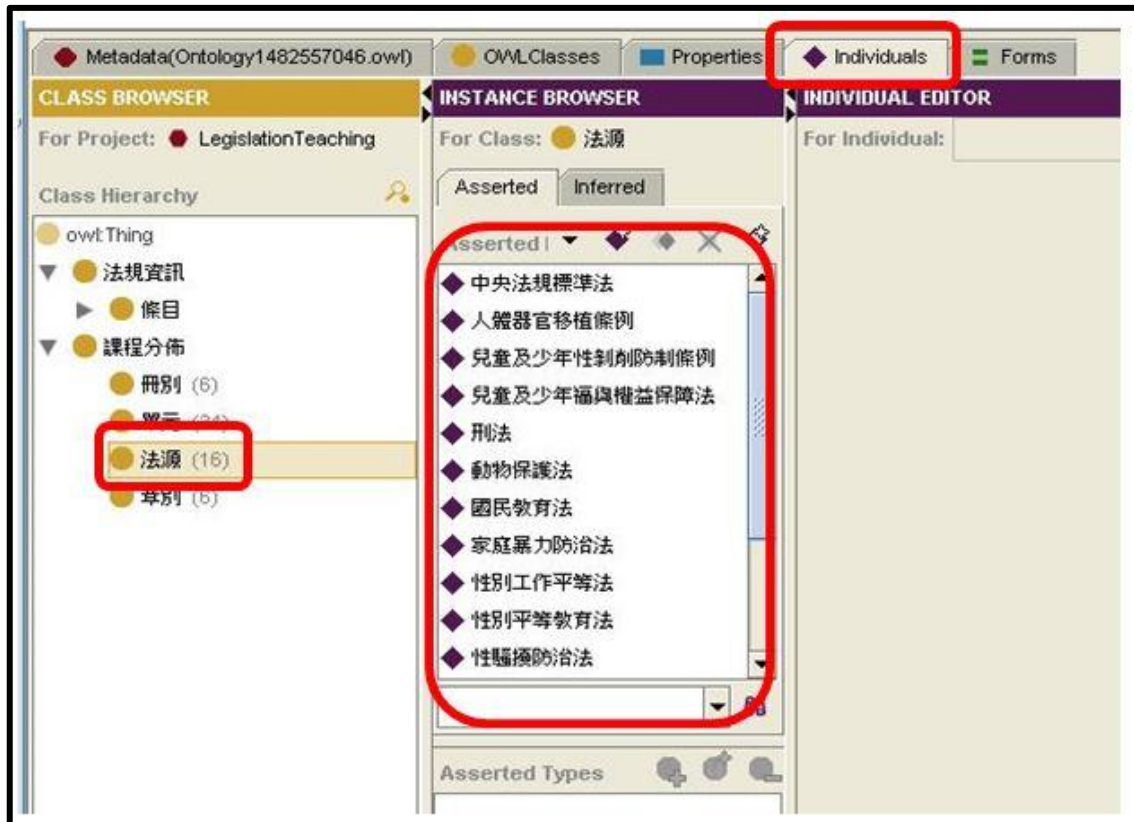 Metadata(Ontology1482557046.owl) OWLClasses Properties Individuals Forms
CLASS BROWSER
For Project: LegislationTeaching
Class Hierarchy
owl:Thing
法規資訊
條目
課程分佈
冊別 (6)
單元 (34)
法源 (16)
章別 (6)
INSTANCE BROWSER
For Class: 法源
Asserted Inferred
Asserted I
中央法規標準法
人體器官移植條例
兒童及少年性剝削防制條例
兒童及少年福與權益保障法
刑法
動物保護法
國民教育法
家庭暴力防治法
性別工作平等法
性別平等教育法
性騷擾防治法
Asserted Types
INDIVIDUAL EDITOR
For Individual: